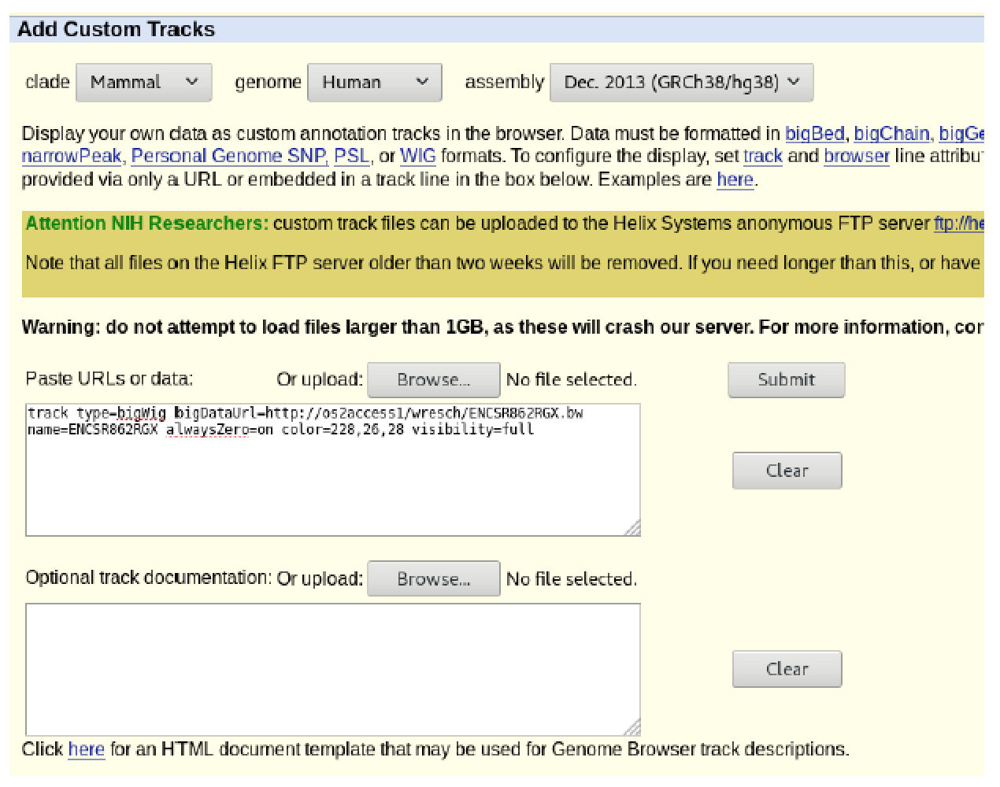 Add Custom Tracks
clade Mammal genome Human assembly Dec. 2013 (GRCh38/hg38)
Display your own data as custom annotation tracks in the browser. Data must be formatted in bigBed, bigChain, bigGe
narrowPeak, Personal Genome SNP, PSL, or WIG formats. To configure the display, set track and browser line attribu
provided via only a URL or embedded in a track line in the box below. Examples are here.
Attention NIH Researchers: custom track files can be uploaded to the Helix Systems anonymous FTP server ftp://he
Note that all files on the Helix FTP server older than two weeks will be removed. If you need longer than this, or have
Warning: do not attempt to load files larger than 1GB, as these will crash our server. For more information, cor
Paste URLs or data: Or upload: Browse... No file selected. Submit
track type=bigWig bigDataUrl=http://os2access1/wresch/ENCSR862RGX.bw
name=ENCSR862RGX alwaysZero=on color=228,26,28 visibility=full
Clear
Optional track documentation: Or upload: Browse... No file selected.
Clear
Click here for an HTML document template that may be used for Genome Browser track descriptions.